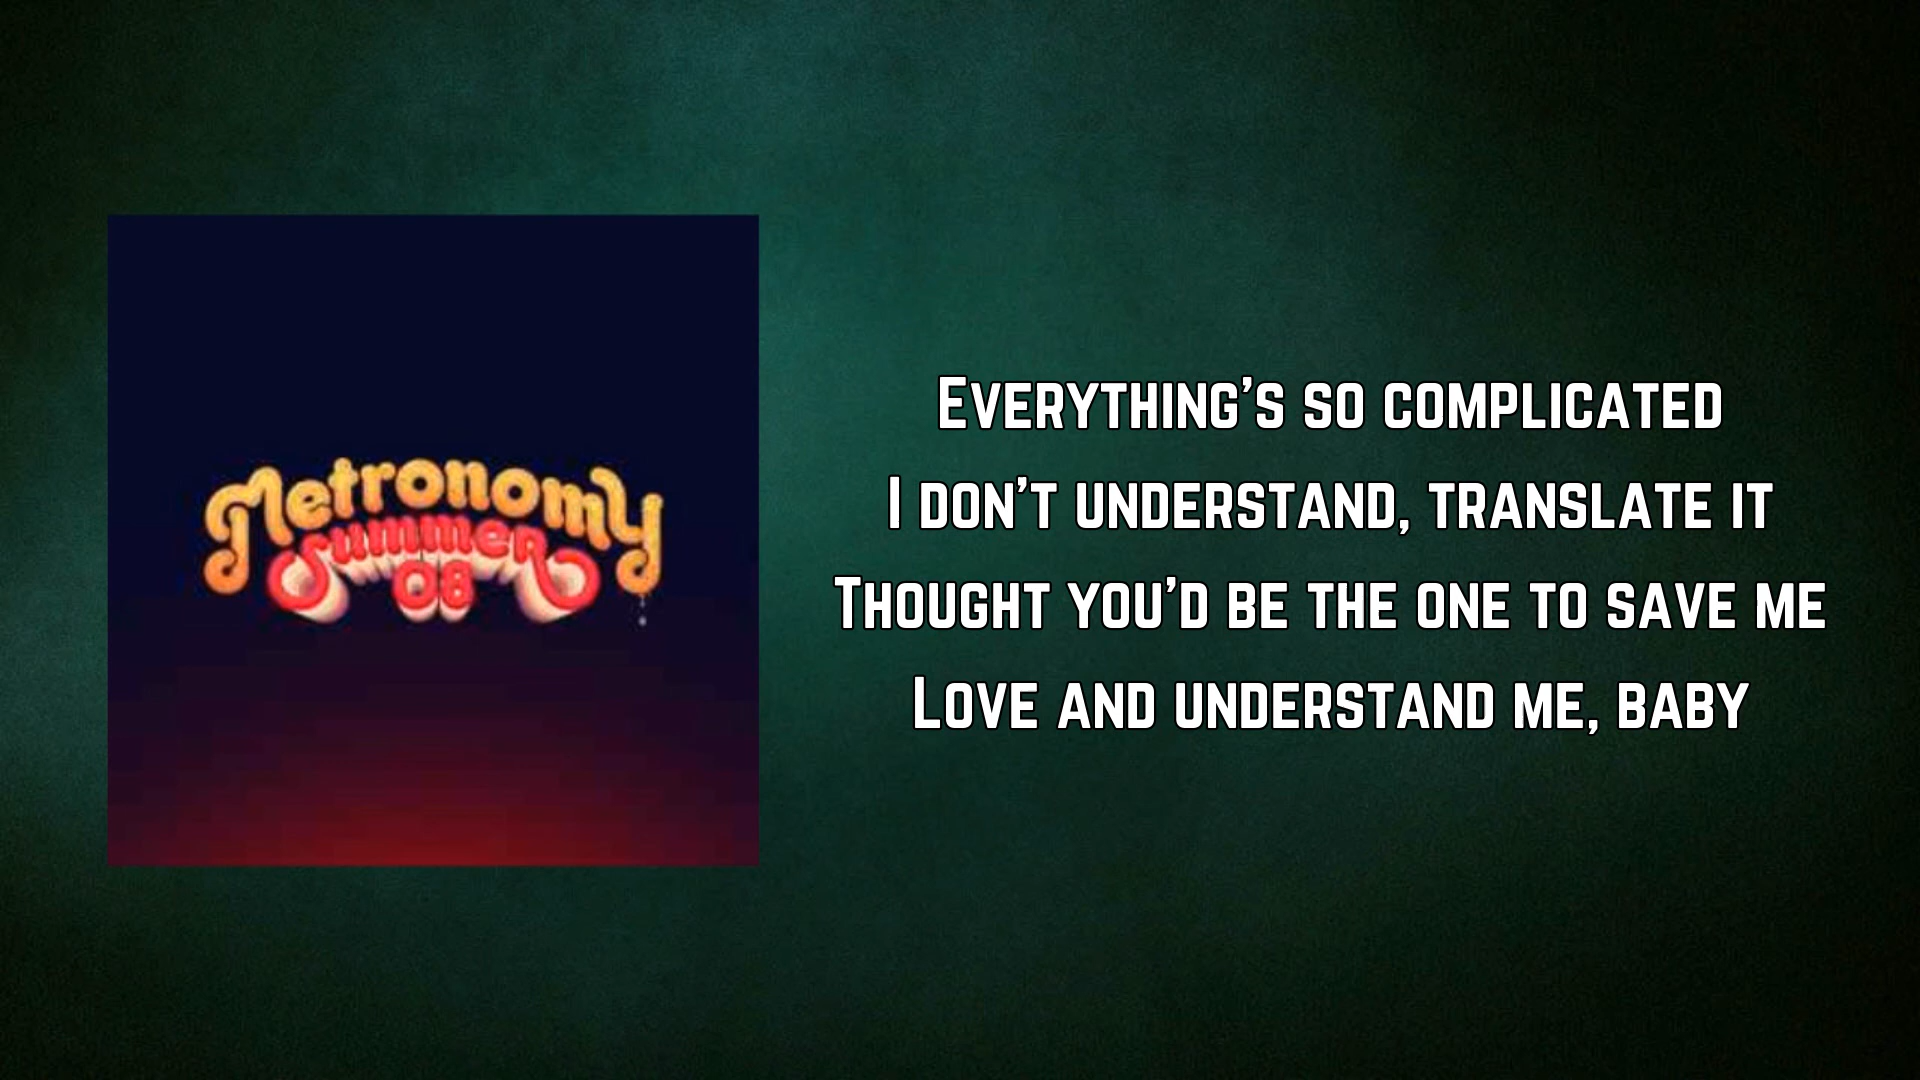 Metronomy
Summer
08
Everything's so complicated
I don't understand, translate it
Thought you'd be the one to save me
Love and understand me, baby